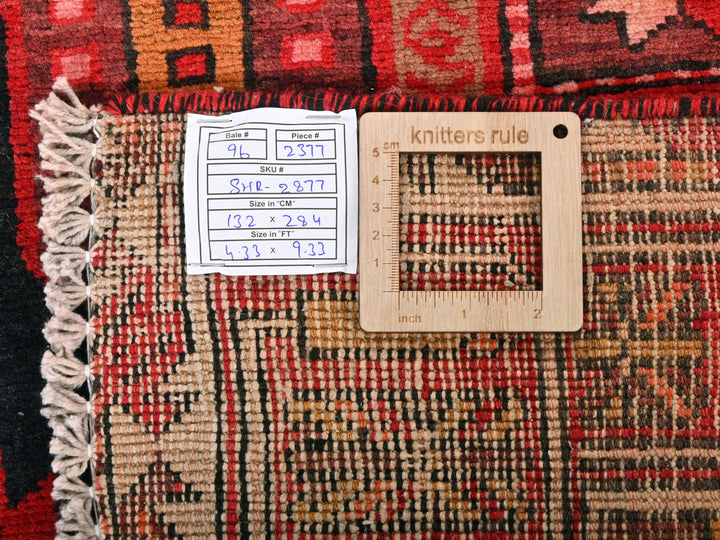 Bale # Piece #
96 2377
SKU #
SHR-2877
Size in "CM"
132 x 284
Size in "FT"
4.33 x 9.33
knitters rule
cm
5
4
3
2
1
inch 1 2